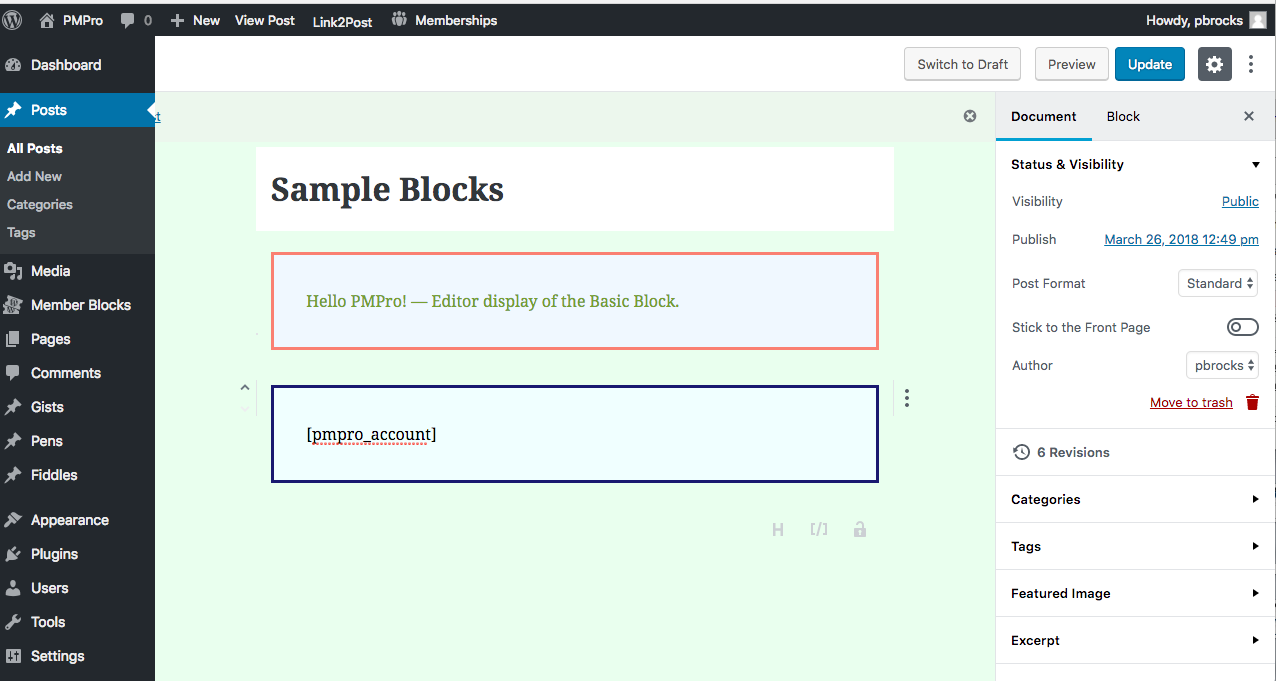 PMPro 0 New View Post Link2Post Memberships Howdy, pbrocks
Dashboard
Posts
All Posts
Add New
Categories
Tags
Media
Member Blocks
Pages
Comments
Gists
Pens
Fiddles
Appearance
Plugins
Users
Tools
Settings
Switch to Draft Preview Update
t
Sample Blocks
Hello PMPro! — Editor display of the Basic Block.
[pmpro_account]
H [/]
Document Block
Status & Visibility
Visibility Public
Publish March 26, 2018 12:49 pm
Post Format Standard
Stick to the Front Page
Author pbrocks
Move to trash
6 Revisions
Categories
Tags
Featured Image
Excerpt